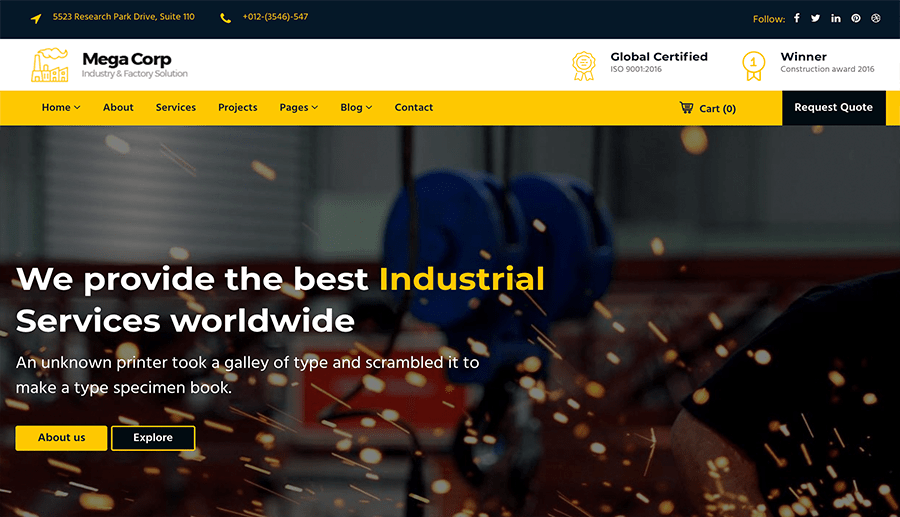 5523 Research Park Drive, Suite 110
+012-(3546)-547
Follow:
Mega Corp
Industry & Factory Solution
Global Certified
ISO 9001:2016
1
Winner
Construction award 2016
Home
About
Services
Projects
Pages
Blog
Contact
Cart (0)
Request Quote
We provide the best Industrial
Services worldwide
An unknown printer took a galley of type and scrambled it to
make a type specimen book.
About us
Explore